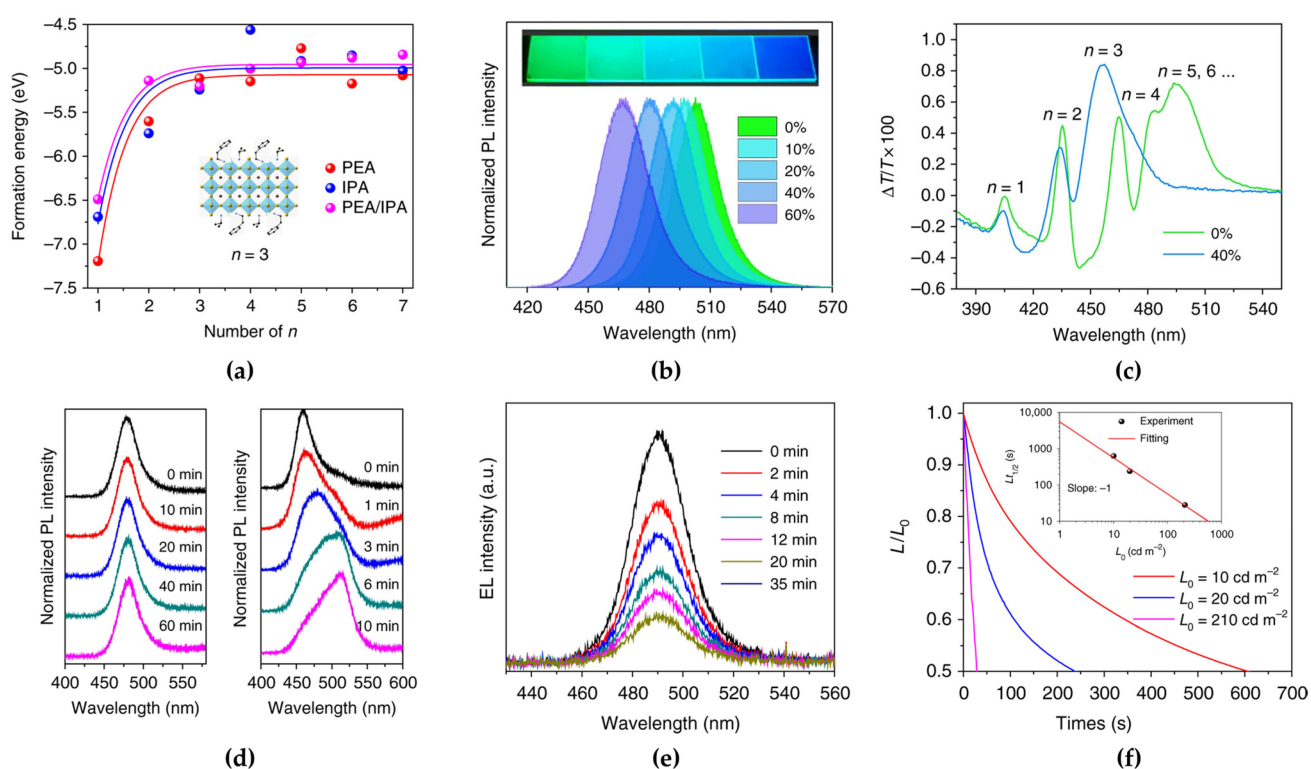 −4.5
−5.0
−5.5
−6.0
−6.5
−7.0
−7.5
Formation energy (eV)
1 2 3 4 5 6 7
Number of n
n = 3
PEA
IPA
PEA/IPA
(a)
Normalized PL intensity
0%
10%
20%
40%
60%
420 450 480 510 540 570
Wavelength (nm)
(b)
1.0
0.8
0.6
0.4
0.2
0.0
−0.2
−0.4
−0.6
ΔT/T × 100
n = 1
n = 2
n = 3
n = 4
n = 5, 6 ...
0%
40%
390 420 450 480 510 540
Wavelength (nm)
(c)
Normalized PL intensity
0 min
10 min
20 min
40 min
60 min
400 450 500 550
Wavelength (nm)
Normalized PL intensity
0 min
1 min
3 min
6 min
10 min
400 450 500 550 600
Wavelength (nm)
(d)
EL intensity (a.u.)
0 min
2 min
4 min
8 min
12 min
20 min
35 min
440 460 480 500 520 540 560
Wavelength (nm)
(e)
1.0
0.9
0.8
0.7
0.6
0.5
L/L0
10,000
1000
100
10
Lt1/2 (s)
Experiment
Fitting
Slope: −1
1 10 100 1000
L0 (cd m−2)
L0 = 10 cd m−2
L0 = 20 cd m−2
L0 = 210 cd m−2
0 100 200 300 400 500 600 700
Times (s)
(f)